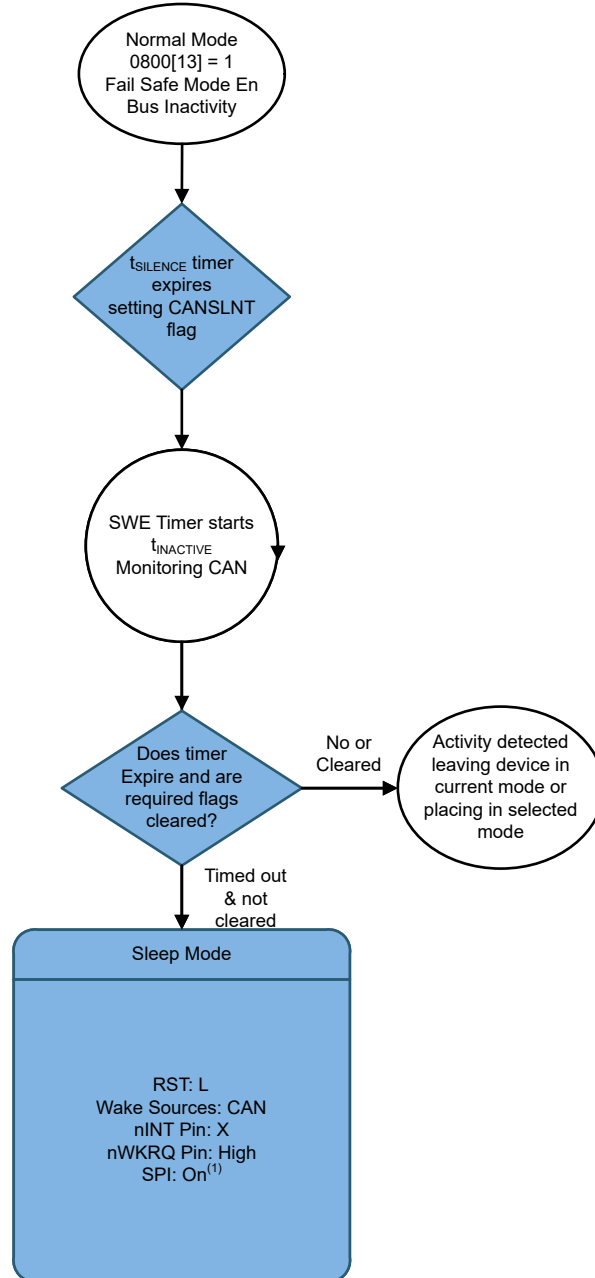 Normal Mode
0800[13] = 1
Fail Safe Mode En
Bus Inactivity
tSILENCE timer
expires
setting CANSLNT
flag
SWE Timer starts
tINACTIVE
Monitoring CAN
Does timer
Expire and are
required flags
cleared?
No or
Cleared
Activity detected
leaving device in
current mode or
placing in selected
mode
Timed out
& not
cleared
Sleep Mode
RST: L
Wake Sources: CAN
nINT Pin: X
nWKRQ Pin: High
SPI: On(1)